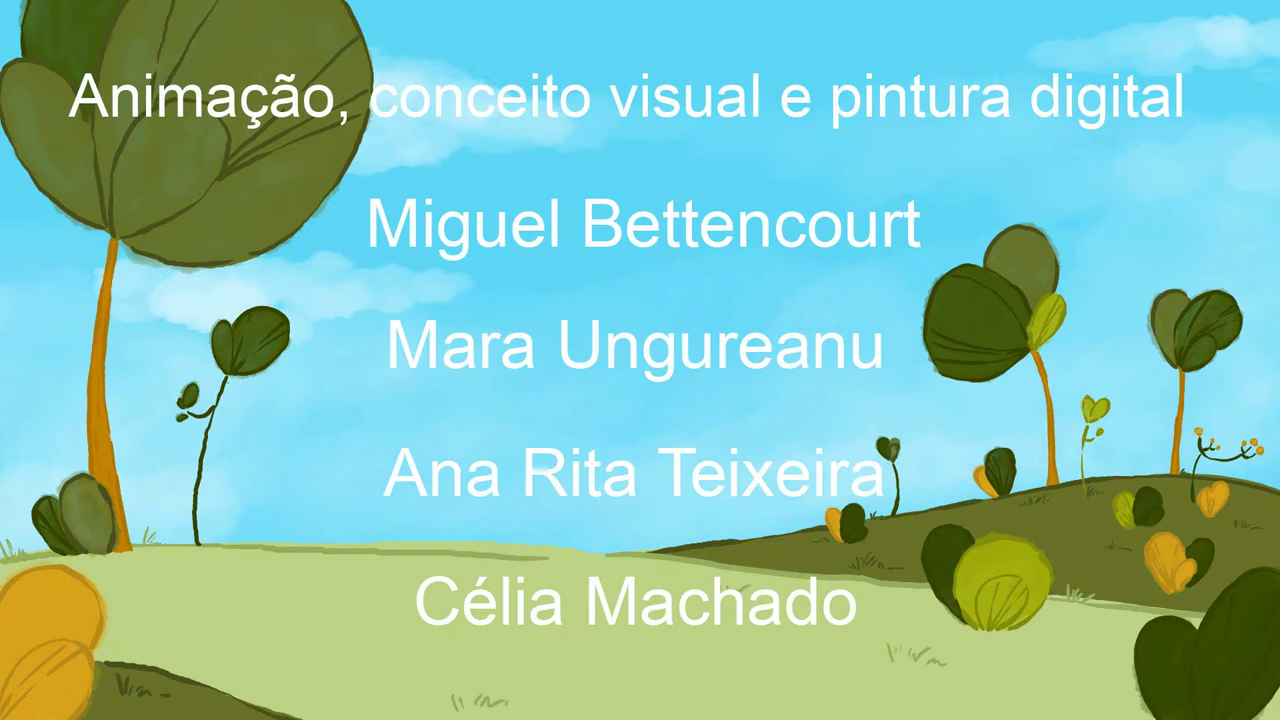 Animação, conceito visual e pintura digital
Miguel Bettencourt
Mara Ungureanu
Ana Rita Teixeira
Célia Machado